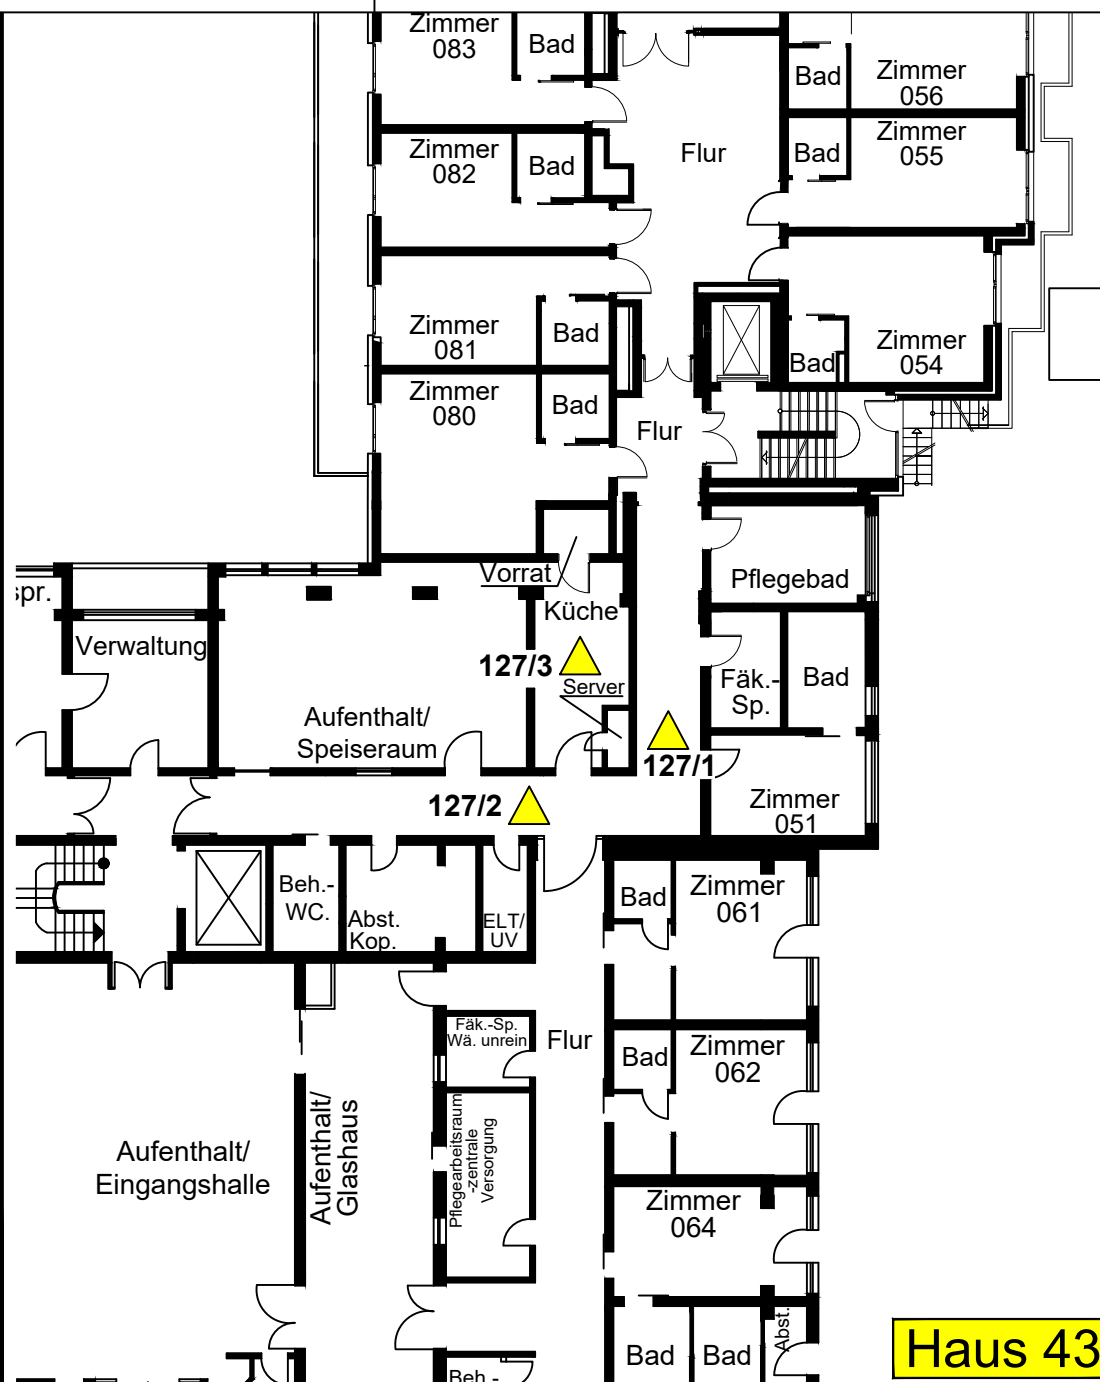 Zimmer
083
Bad
Bad
Zimmer
056
Zimmer
082
Bad
Flur
Bad
Zimmer
055
Zimmer
081
Bad
Bad
Zimmer
054
Zimmer
080
Bad
Flur
spr.
Verwaltung
Vorrat
Küche
Pflegebad
127/3
Server
Fäk.-
Sp.
Bad
Aufenthalt/
Speiseraum
127/1
127/2
Zimmer
051
Beh.-
WC.
Abst.
Kop.
ELT/
UV
Bad
Zimmer
061
Fäk.-Sp.
Wä. unrein
Flur
Bad
Zimmer
062
Aufenthalt/
Eingangshalle
Aufenthalt/
Glashaus
Pflegearbeitsraum
-zentrale
Versorgung
Zimmer
064
Bad
Bad
Abst.
Beh.-
Haus 43